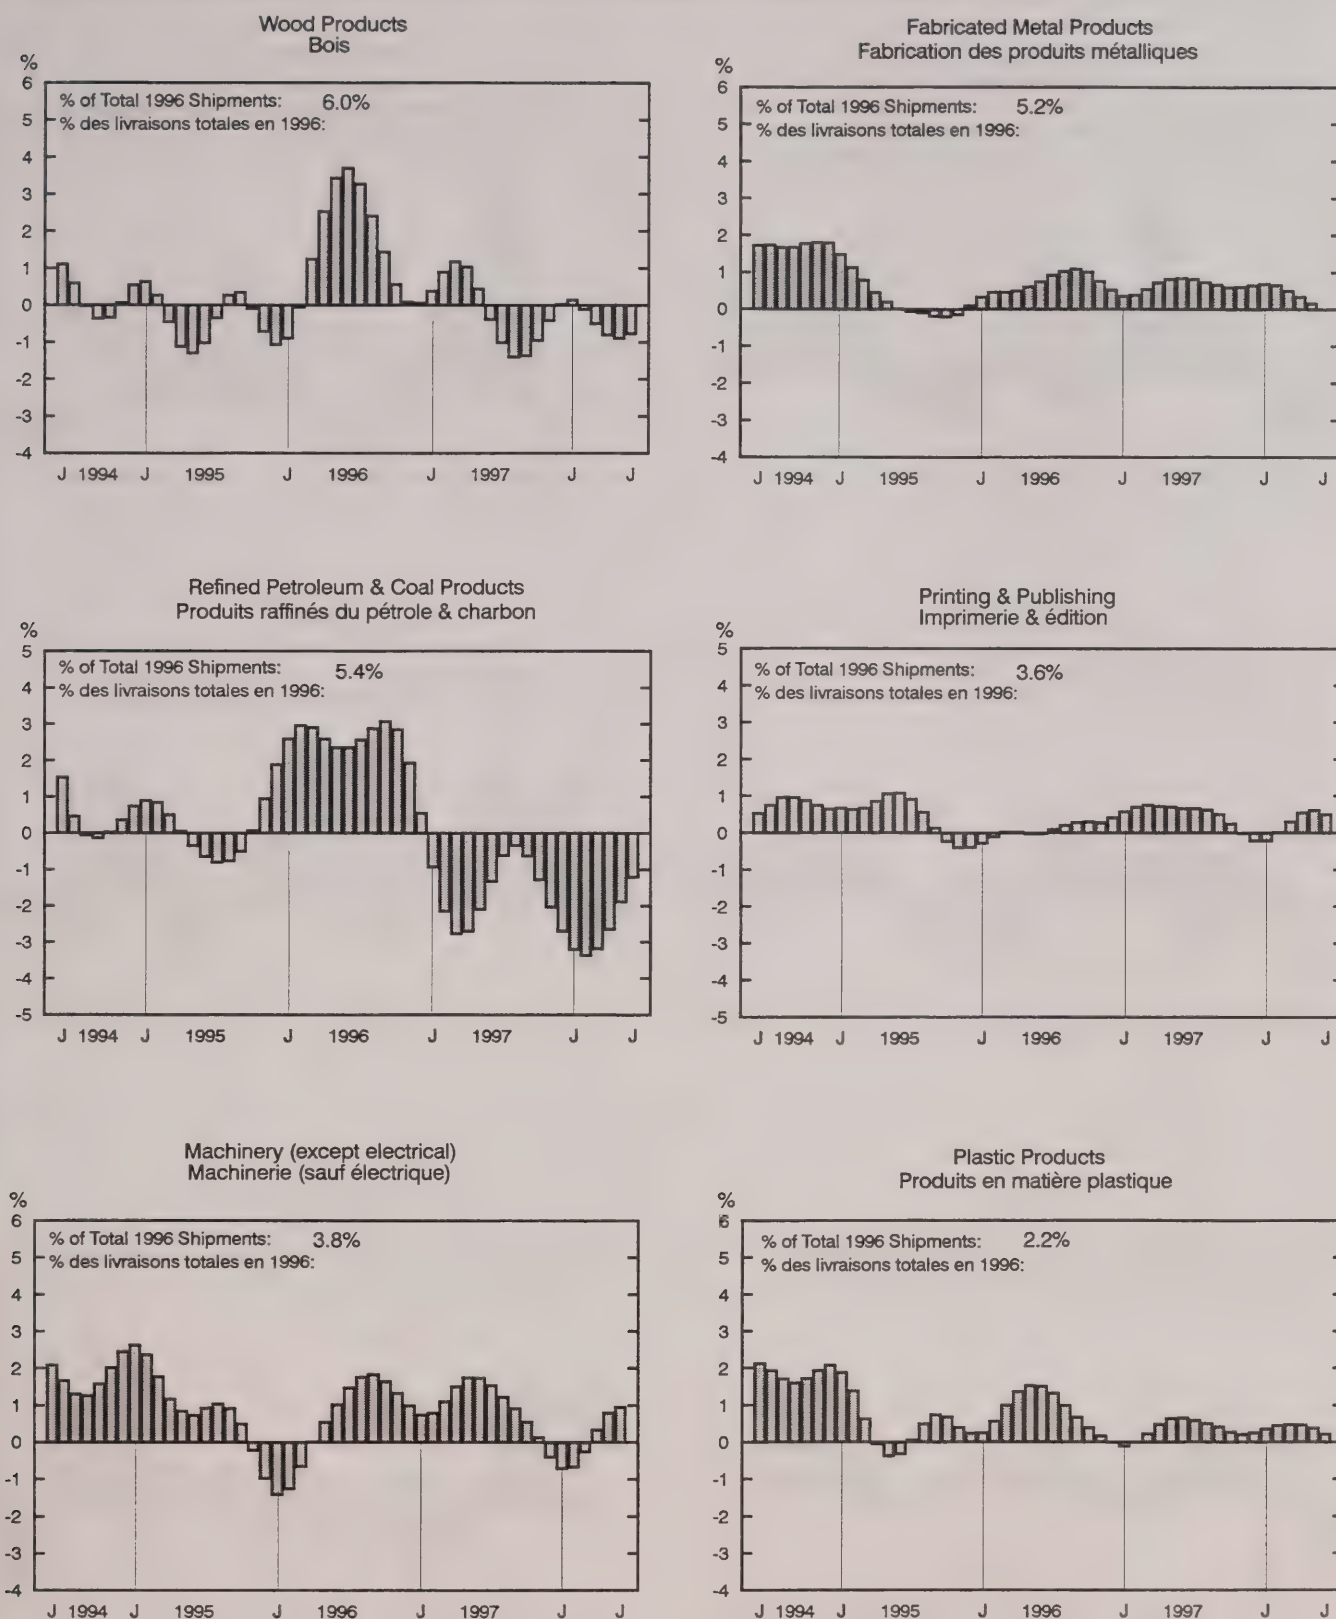 Wood Products
Bois
%
6
% of Total 1996 Shipments: 6.0%
% des livraisons totales en 1996:
5
4
3
2
1
0
-1
-2
-3
-4
J 1994 J 1995 J 1996 J 1997 J J
Fabricated Metal Products
Fabrication des produits métalliques
%
6
% of Total 1996 Shipments: 5.2%
% des livraisons totales en 1996:
5
4
3
2
1
0
-1
-2
-3
-4
J 1994 J 1995 J 1996 J 1997 J J
Refined Petroleum & Coal Products
Produits raffinés du pétrole & charbon
%
5
% of Total 1996 Shipments: 5.4%
% des livraisons totales en 1996:
4
3
2
1
0
-1
-2
-3
-4
-5
J 1994 J 1995 J 1996 J 1997 J J
Printing & Publishing
Imprimerie & édition
%
5
% of Total 1996 Shipments: 3.6%
% des livraisons totales en 1996:
4
3
2
1
0
-1
-2
-3
-4
-5
J 1994 J 1995 J 1996 J 1997 J J
Machinery (except electrical)
Machinerie (sauf électrique)
%
6
% of Total 1996 Shipments: 3.8%
% des livraisons totales en 1996:
5
4
3
2
1
0
-1
-2
-3
-4
J 1994 J 1995 J 1996 J 1997 J J
Plastic Products
Produits en matière plastique
%
6
% of Total 1996 Shipments: 2.2%
% des livraisons totales en 1996:
5
4
3
2
1
0
-1
-2
-3
-4
J 1994 J 1995 J 1996 J 1997 J J